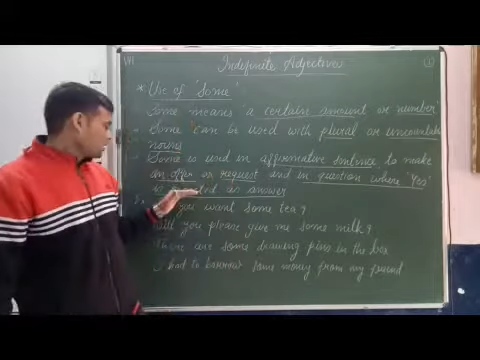 VI Indefinite Adjectives (1)
* Use of 'Some'
Some means 'a certain amount or number'
Some can be used with plural or uncountable
nouns
Some is used in affirmative sentence to make
an offer or request and in question where 'Yes'
is as answer
you want some tea?
you please give me some milk?
There are some drawing pins in the box
I had to borrow some money from my friend